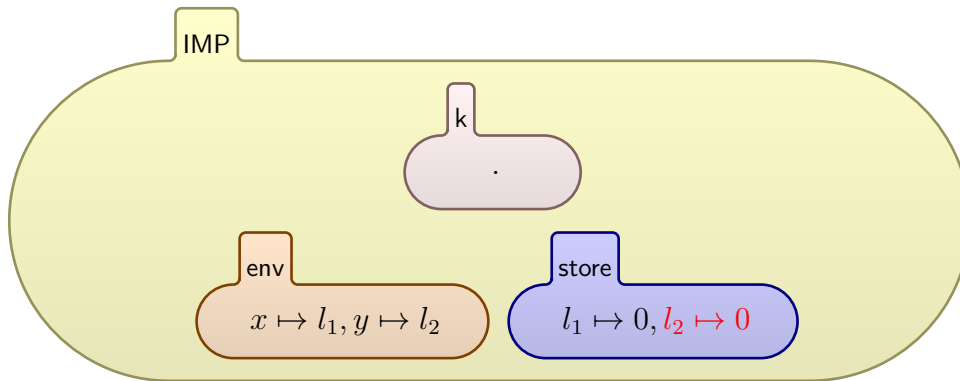 IMP
k
·
env
store
x ↦ l₁, y ↦ l₂
l₁ ↦ 0, l₂ ↦ 0